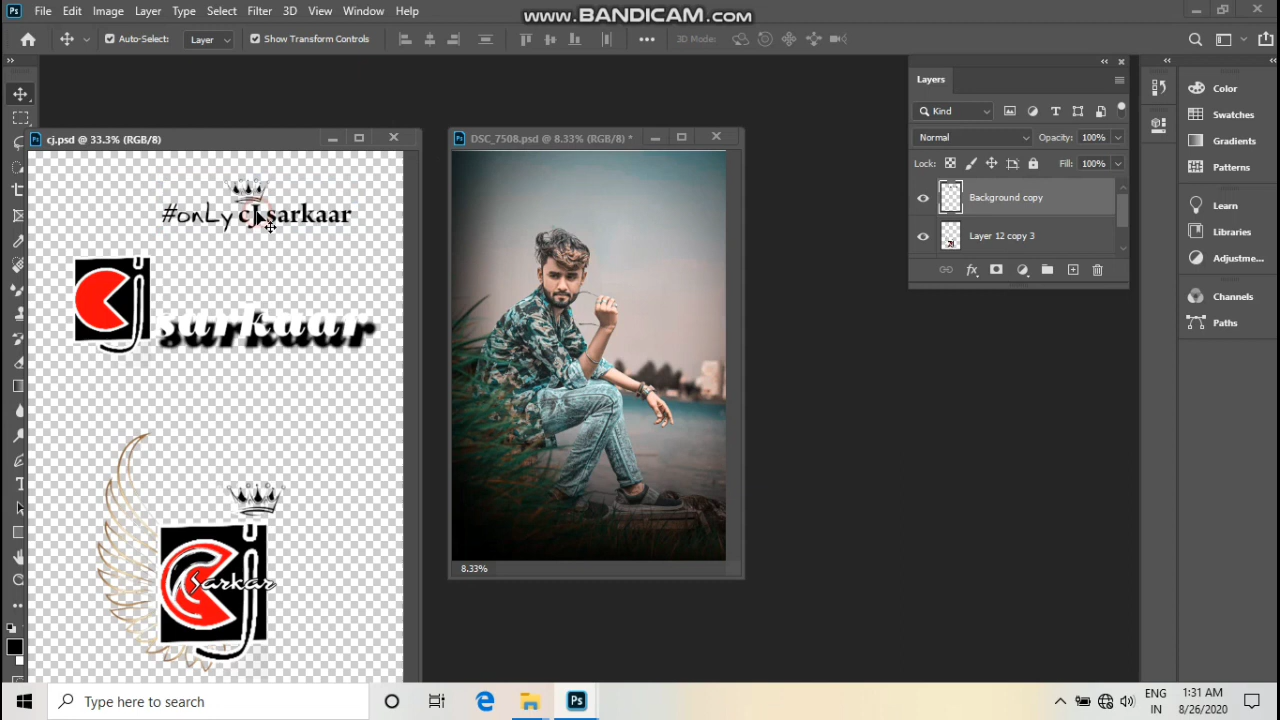 www.BANDICAM.com
File Edit Image Layer Type Select Filter 3D View Window Help
Auto-Select: Layer Show Transform Controls 3D Mode:
cj.psd @ 33.3% (RGB/8)
DSC_7508.psd @ 8.33% (RGB/8) *
#onLy cJ sarkaar
Cj sarkaar
Cj Sarkar
8.33%
Layers
Kind
Normal Opacity: 100%
Lock: Fill: 100%
Background copy
Layer 12 copy 3
fx
Color
Swatches
Gradients
Patterns
Learn
Libraries
Adjustme...
Channels
Paths
Type here to search
ENG
IN
1:31 AM
8/26/2020